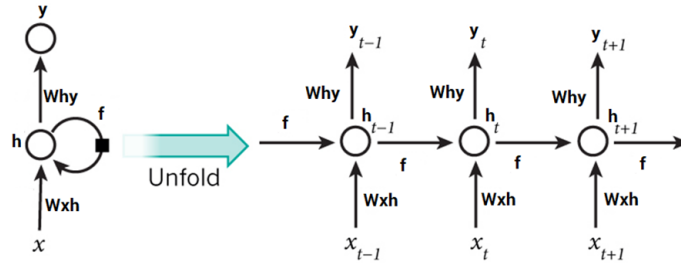 y
Why
f
h
Wxh
x
Unfold
y t-1
y t
y t+1
Why
Why
Why
f
h t-1
h t
h t+1
f
f
f
Wxh
Wxh
Wxh
x t-1
x t
x t+1